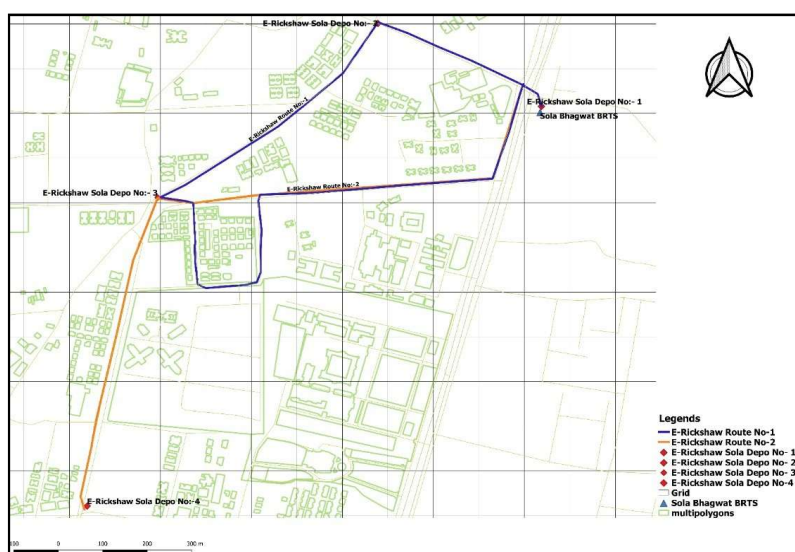 E-Rickshaw Sola Depo No:- 2
E-Rickshaw Sola Depo No:- 1
Sola Bhagwat BRTS
E-Rickshaw Route No:-1
E-Rickshaw Route No:-2
E-Rickshaw Sola Depo No:- 3
E-Rickshaw Sola Depo No:-4
Legends
E-Rickshaw Route No-1
E-Rickshaw Route No-2
E-Rickshaw Sola Depo No- 1
E-Rickshaw Sola Depo No- 2
E-Rickshaw Sola Depo No- 3
E-Rickshaw Sola Depo No-4
Grid
Sola Bhagwat BRTS
multipolygons
100 0 100 200 300 m